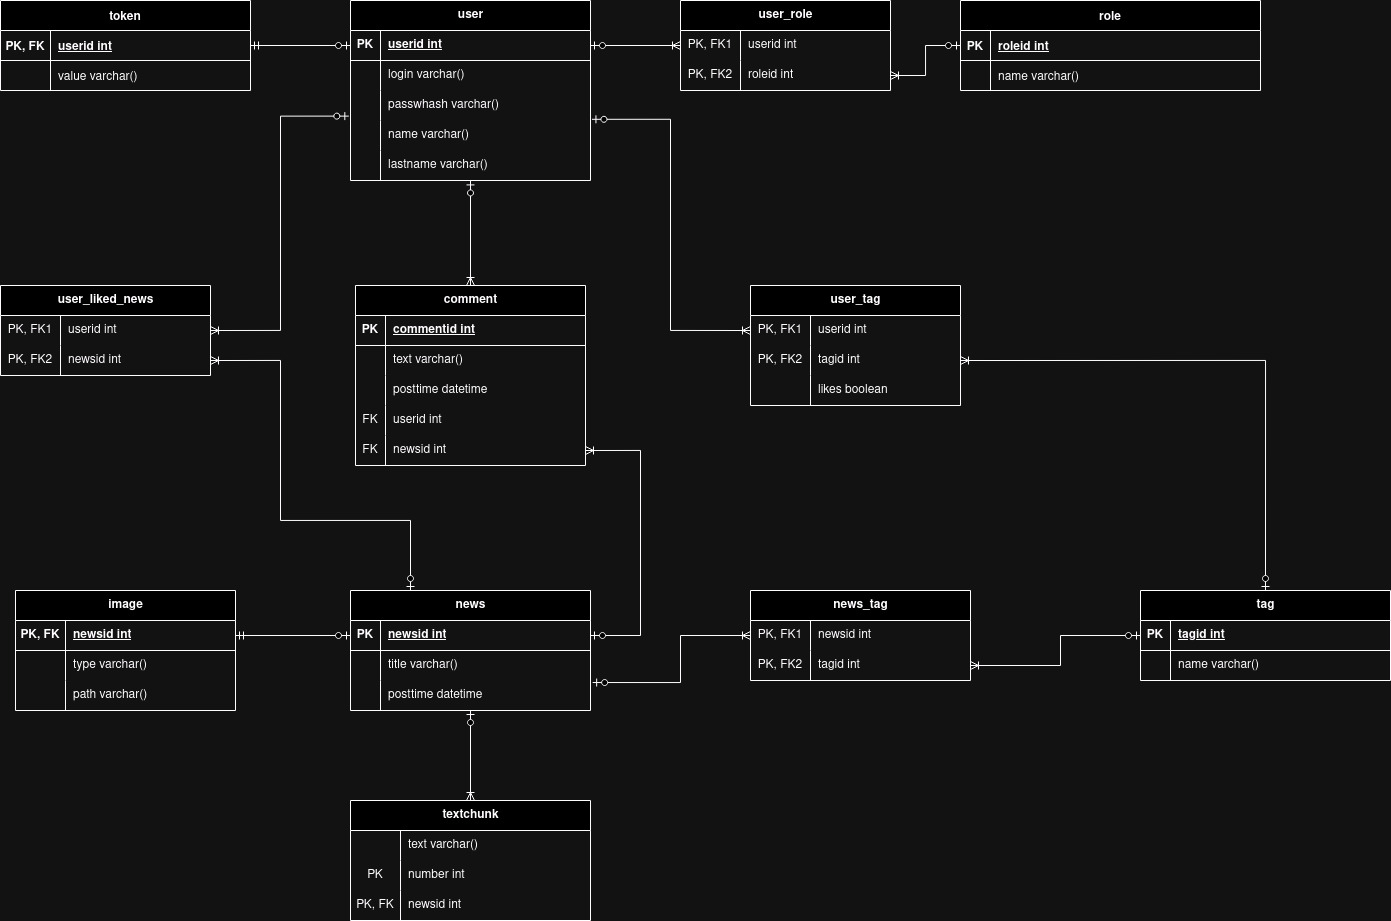 token
PK, FK userid int
value varchar()
user
PK userid int
login varchar()
passwhash varchar()
name varchar()
lastname varchar()
user_role
PK, FK1 userid int
PK, FK2 roleid int
role
PK roleid int
name varchar()
user_liked_news
PK, FK1 userid int
PK, FK2 newsid int
comment
PK commentid int
text varchar()
posttime datetime
FK userid int
FK newsid int
user_tag
PK, FK1 userid int
PK, FK2 tagid int
likes boolean
image
PK, FK newsid int
type varchar()
path varchar()
news
PK newsid int
title varchar()
posttime datetime
news_tag
PK, FK1 newsid int
PK, FK2 tagid int
tag
PK tagid int
name varchar()
textchunk
text varchar()
PK number int
PK, FK newsid int